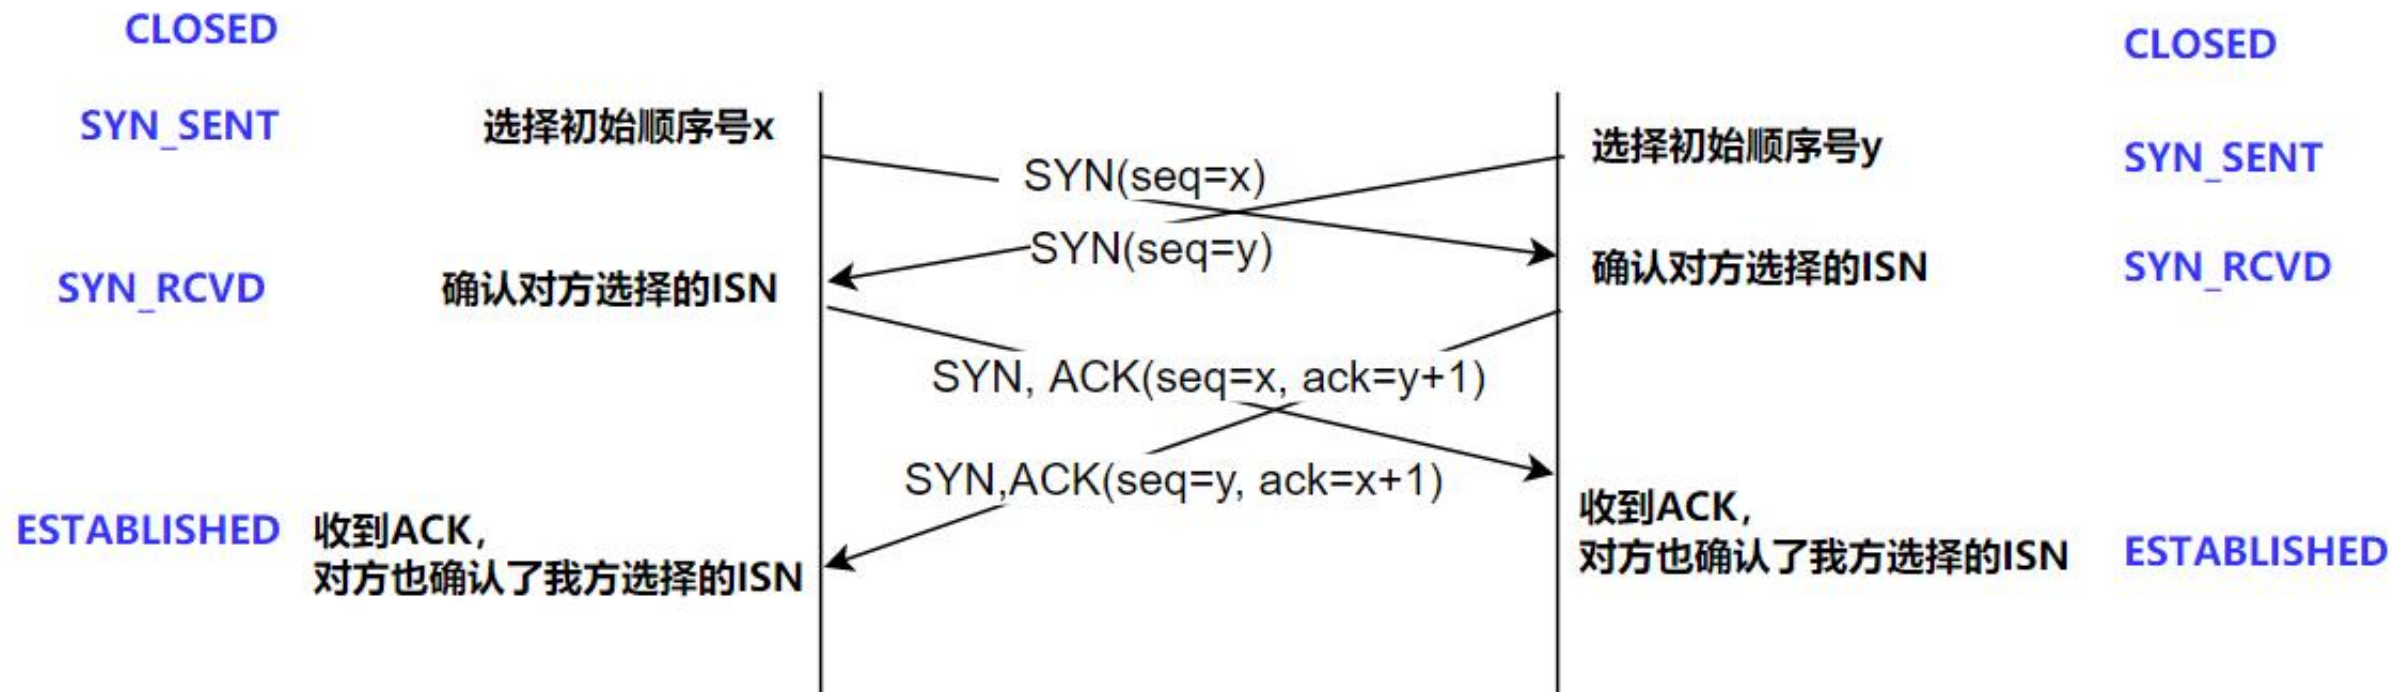 CLOSED
CLOSED
SYN_SENT
选择初始顺序号x
选择初始顺序号y
SYN_SENT
SYN(seq=x)
SYN(seq=y)
SYN_RCVD
确认对方选择的ISN
确认对方选择的ISN
SYN_RCVD
SYN, ACK(seq=x, ack=y+1)
SYN,ACK(seq=y, ack=x+1)
ESTABLISHED
收到ACK，
对方也确认了我方选择的ISN
收到ACK，
对方也确认了我方选择的ISN
ESTABLISHED